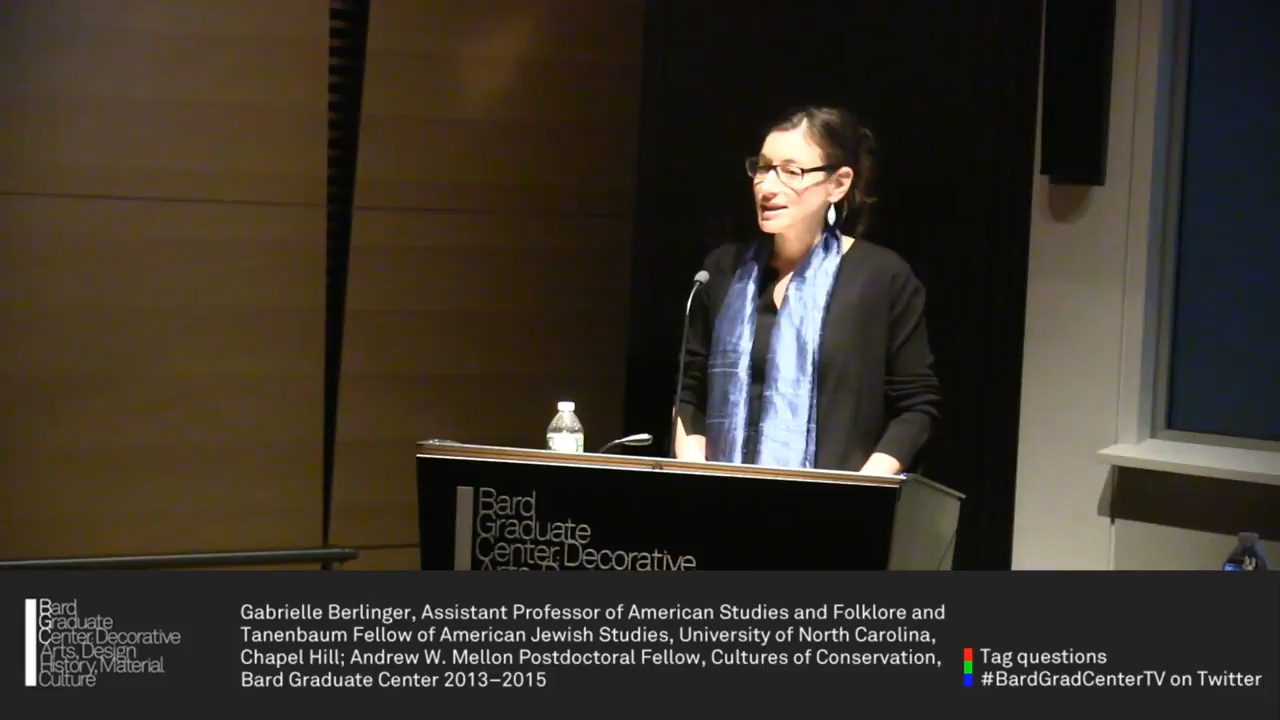 Bard
Graduate
Center: Decorative
Bard
Graduate
Center: Decorative
Arts, Design
History, Material
Culture
Gabrielle Berlinger, Assistant Professor of American Studies and Folklore and
Tanenbaum Fellow of American Jewish Studies, University of North Carolina,
Chapel Hill; Andrew W. Mellon Postdoctoral Fellow, Cultures of Conservation,
Bard Graduate Center 2013–2015
Tag questions
#BardGradCenterTV on Twitter